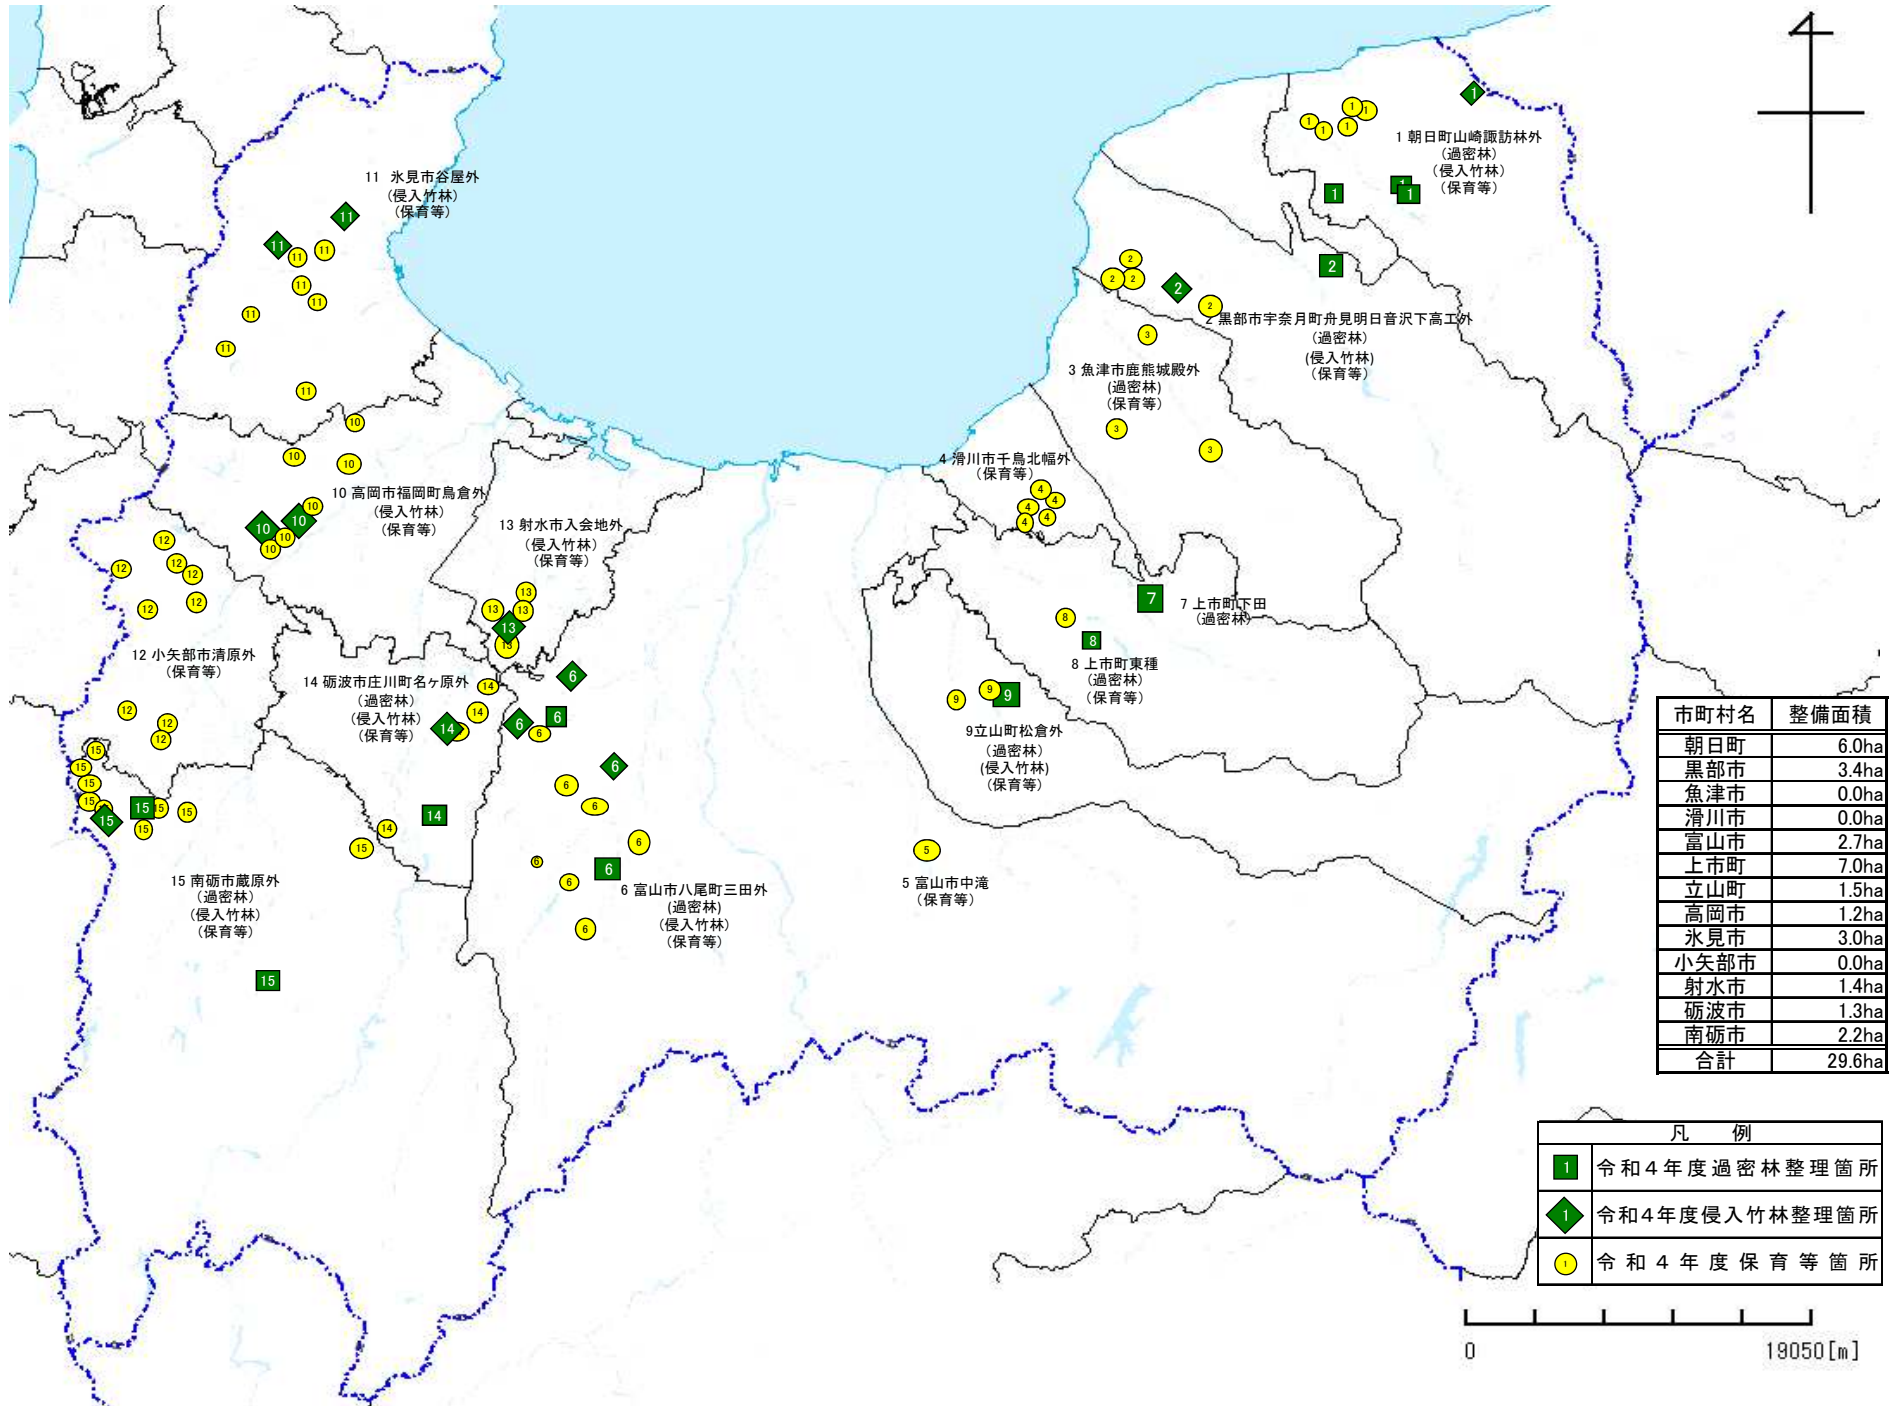 1 朝日町山崎諏訪林外
(過密林)
(侵入竹林)
(保育等)
11 氷見市谷屋外
(侵入竹林)
(保育等)
2 黒部市宇奈月町舟見明日音沢下高工外
(過密林)
(侵入竹林)
(保育等)
3 魚津市鹿熊城殿外
(過密林)
(保育等)
4 滑川市千鳥北幅外
(保育等)
10 高岡市福岡町鳥倉外
(侵入竹林)
(保育等)
13 射水市入会地外
(侵入竹林)
(保育等)
7 上市町下田
(過密林)
12 小矢部市清原外
(保育等)
14 砺波市庄川町名ヶ原外
(過密林)
(侵入竹林)
(保育等)
8 上市町東種
(過密林)
(保育等)
9立山町松倉外
(過密林)
(侵入竹林)
(保育等)
15 南砺市蔵原外
(過密林)
(侵入竹林)
(保育等)
6 富山市八尾町三田外
(過密林)
(侵入竹林)
(保育等)
5 富山市中滝
(保育等)
市町村名 整備面積
朝日町 6.0ha
黒部市 3.4ha
魚津市 0.0ha
滑川市 0.0ha
富山市 2.7ha
上市町 7.0ha
立山町 1.5ha
高岡市 1.2ha
氷見市 3.0ha
小矢部市 0.0ha
射水市 1.4ha
砺波市 1.3ha
南砺市 2.2ha
合計 29.6ha
凡 例
1 令和4年度過密林整理箇所
1 令和4年度侵入竹林整理箇所
1 令和4年度保育等箇所
0 19050[m]